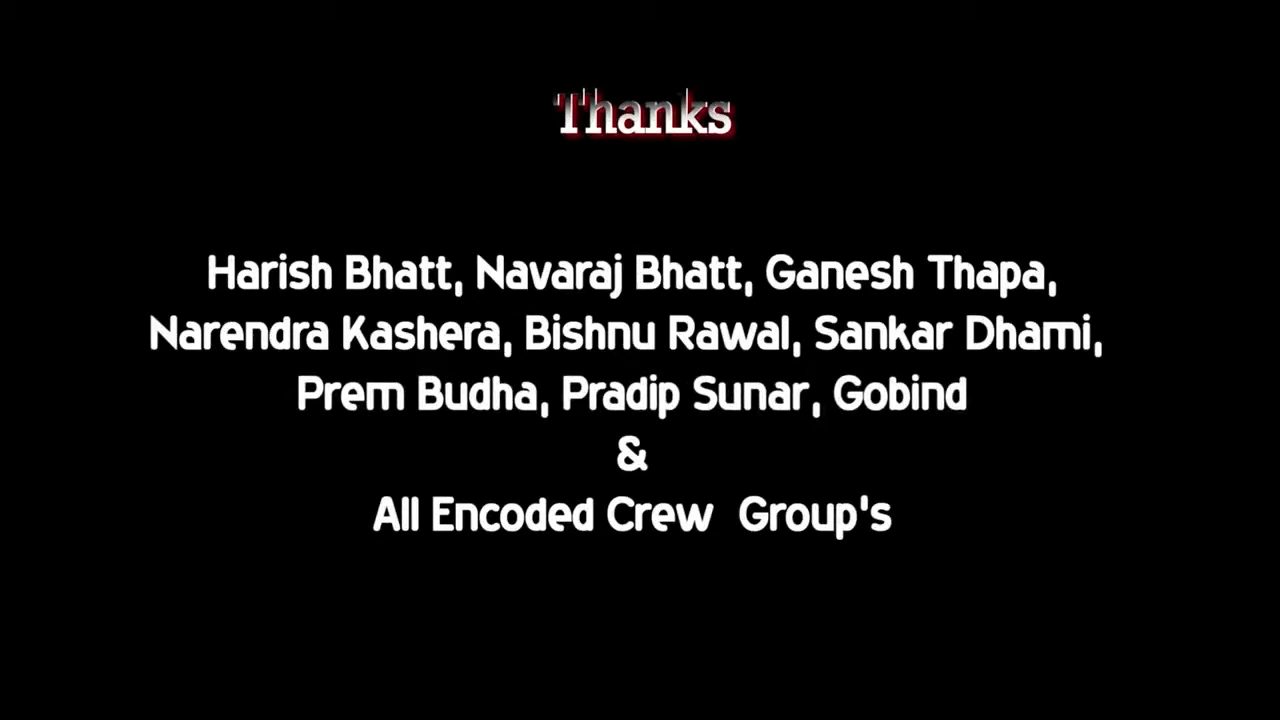 Thanks
Harish Bhatt, Navaraj Bhatt, Ganesh Thapa,
Narendra Kashera, Bishnu Rawal, Sankar Dhami,
Prem Budha, Pradip Sunar, Gobind
&
All Encoded Crew  Group's